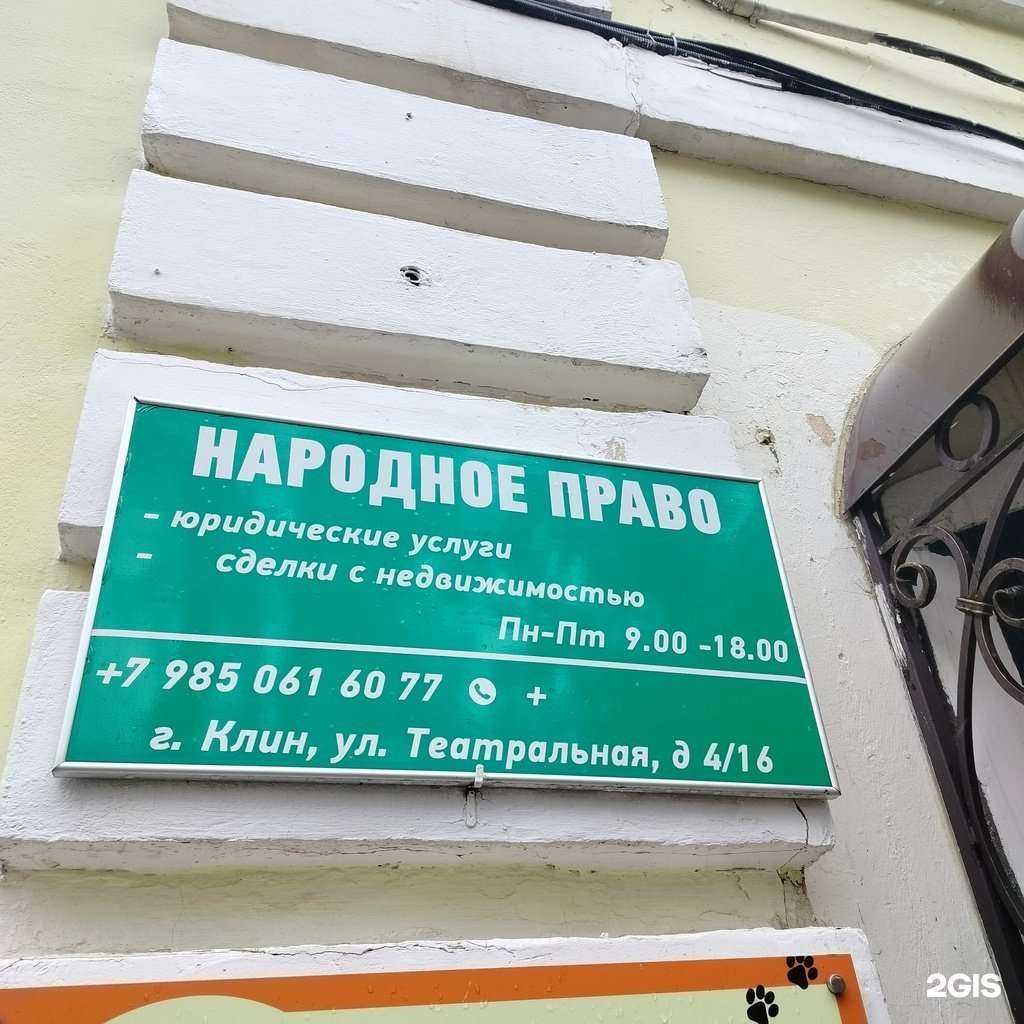 НАРОДНОЕ ПРАВО
- юридические услуги
- сделки с недвижимостью
Пн-Пт 9.00 -18.00
+7 985 061 60 77 +
г. Клин, ул. Театральная, д 4/16
2GIS